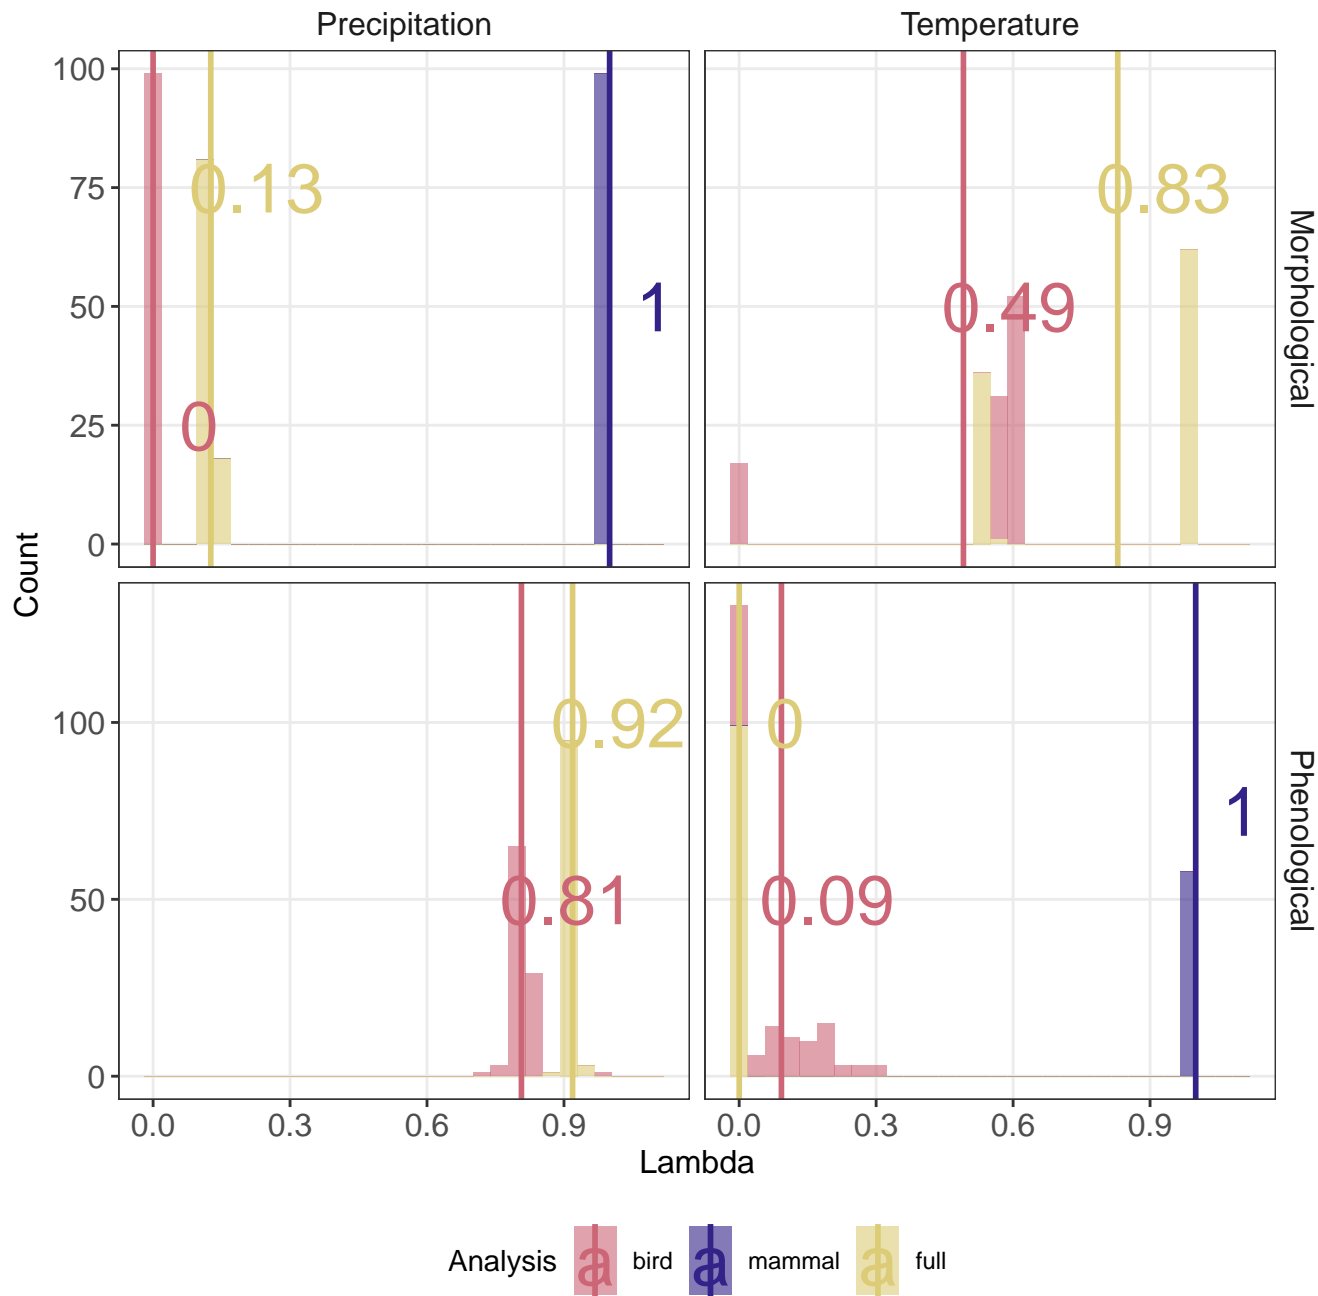 Precipitation
Temperature
100
75
50
25
0
0.13
0
1
0.83
0.49
Morphological
Count
100
50
0
0.92
0.81
0
0.09
1
Phenological
0.0 0.3 0.6 0.9
0.0 0.3 0.6 0.9
Lambda
Analysis a bird a mammal a full